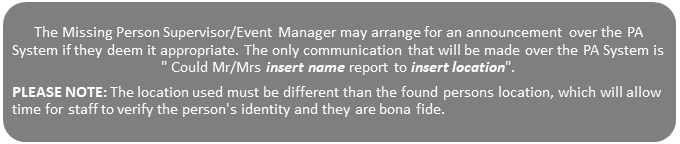 The Missing Person Supervisor/Event Manager may arrange for an announcement over the PA
System if they deem it appropriate. The only communication that will be made over the PA System is
" Could Mr/Mrs insert name report to insert location".
PLEASE NOTE: The location used must be different than the found persons location, which will allow
time for staff to verify the person's identity and they are bona fide.